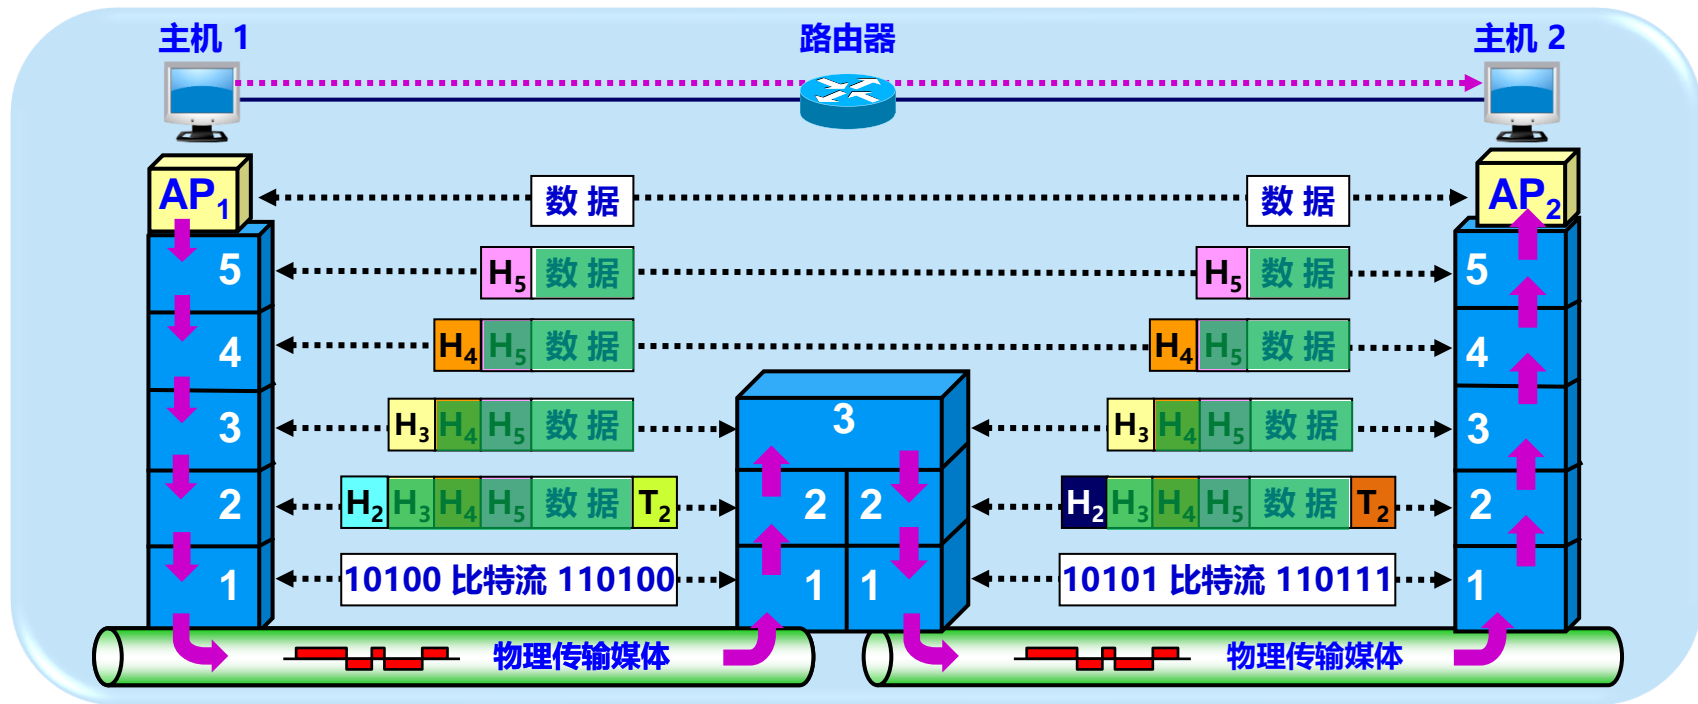 主机 1 路由器 主机 2
AP1 数 据 数 据 AP2
5 H5 数 据 H5 数 据 5
4 H4 H5 数 据 H4 H5 数 据 4
3 H3 H4 H5 数 据 3 H3 H4 H5 数 据 3
2 H2 H3 H4 H5 数 据 T2 2 2 H2 H3 H4 H5 数 据 T2 2
1 10100 比特流 110100 1 1 10101 比特流 110111 1
物理传输媒体 物理传输媒体